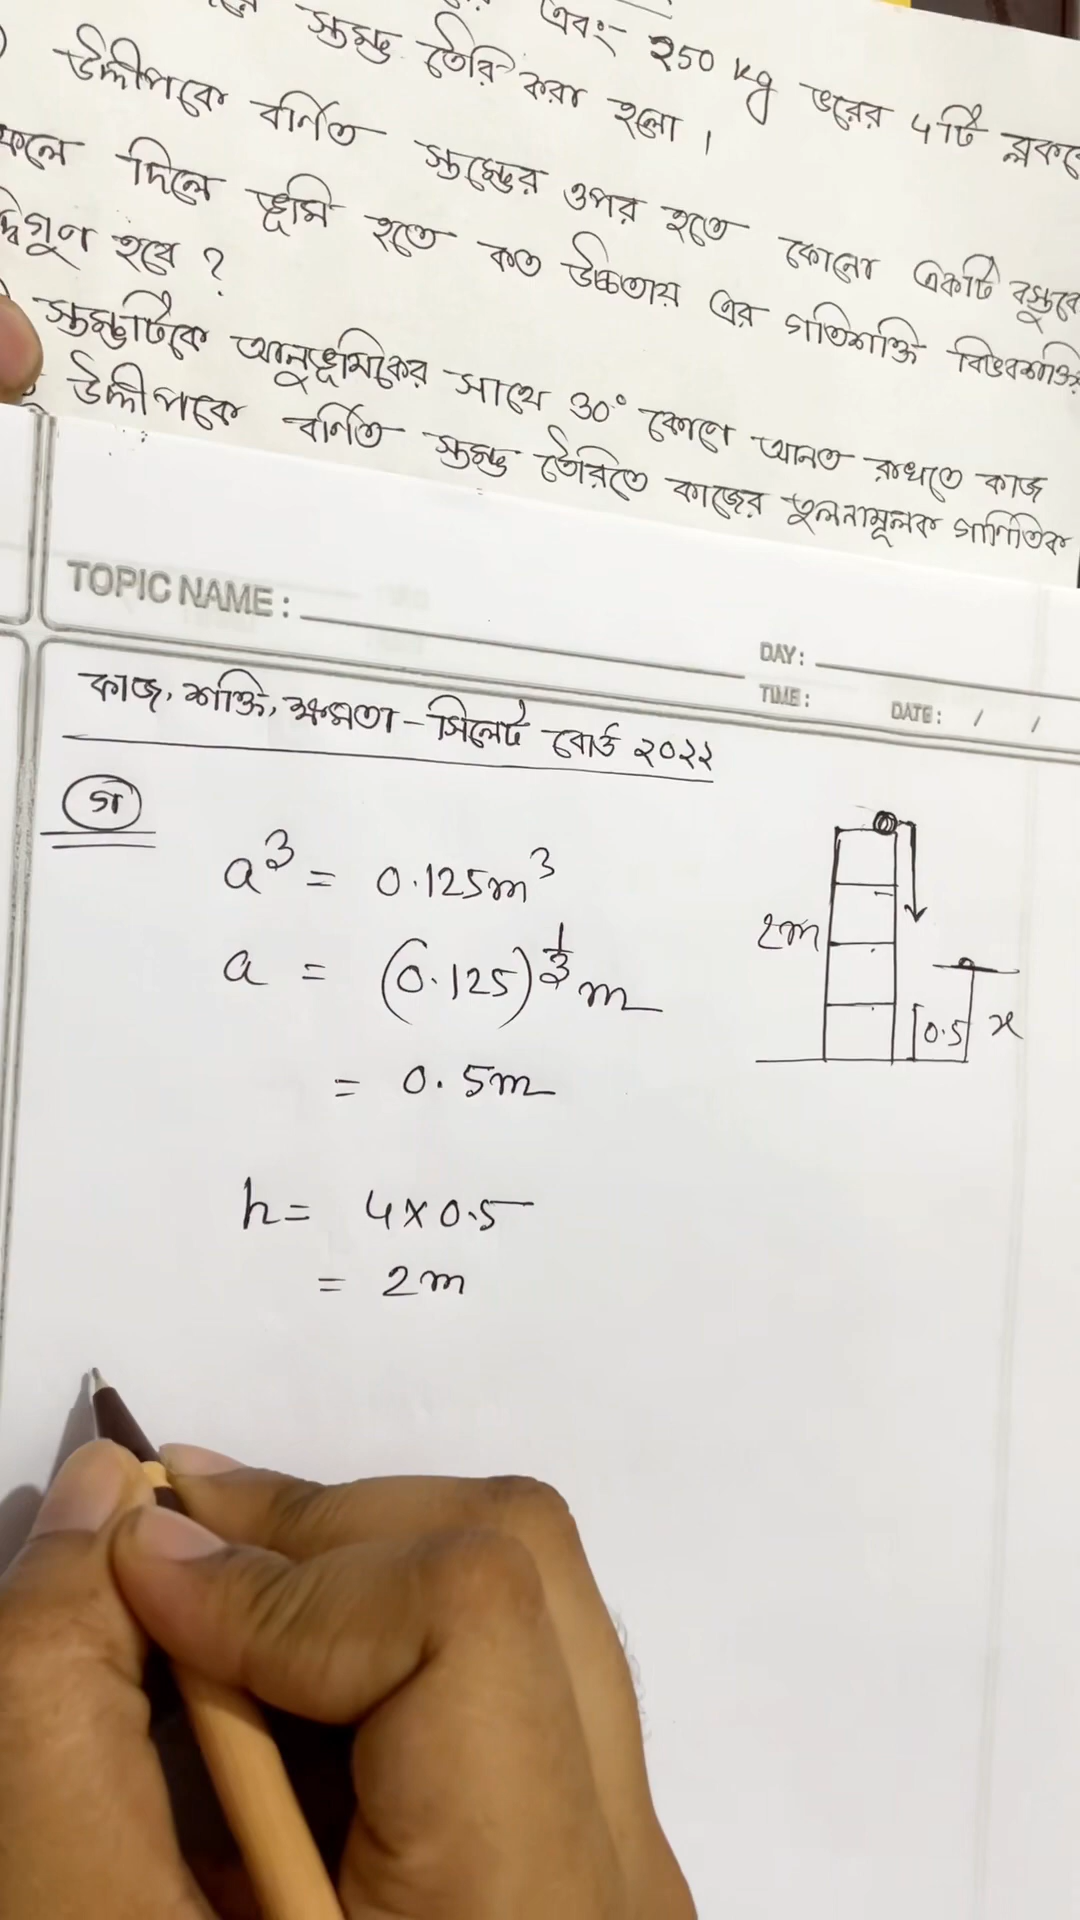 এবং 250 kg ভরের 4টি
স্তম্ভ তৈরি করা হলো।
উদ্দীপকে বর্ণিত স্তম্ভের ওপর হতে কোনো একটি বস্তুকে
ফেলে দিলে ভূমি হতে কত উচ্চতায় এর গতিশক্তি বিভবশক্তির
দ্বিগুণ হবে ?
স্তম্ভটিকে আনুভূমিকের সাথে 30° কোণে আনত রাখতে কাজ
উদ্দীপকে বর্ণিত স্তম্ভ তৈরিতে কাজের তুলনামূলক গাণিতিক
TOPIC NAME :
DAY :
TIME :
DATE : / /
কাজ, শক্তি, ক্ষমতা - সিলেট বোর্ড ২০২২
গ
a³ = 0.125m³
a = (0.125)^{1/3} m
= 0.5m
h = 4×0.5
= 2m
2m
0.5
x